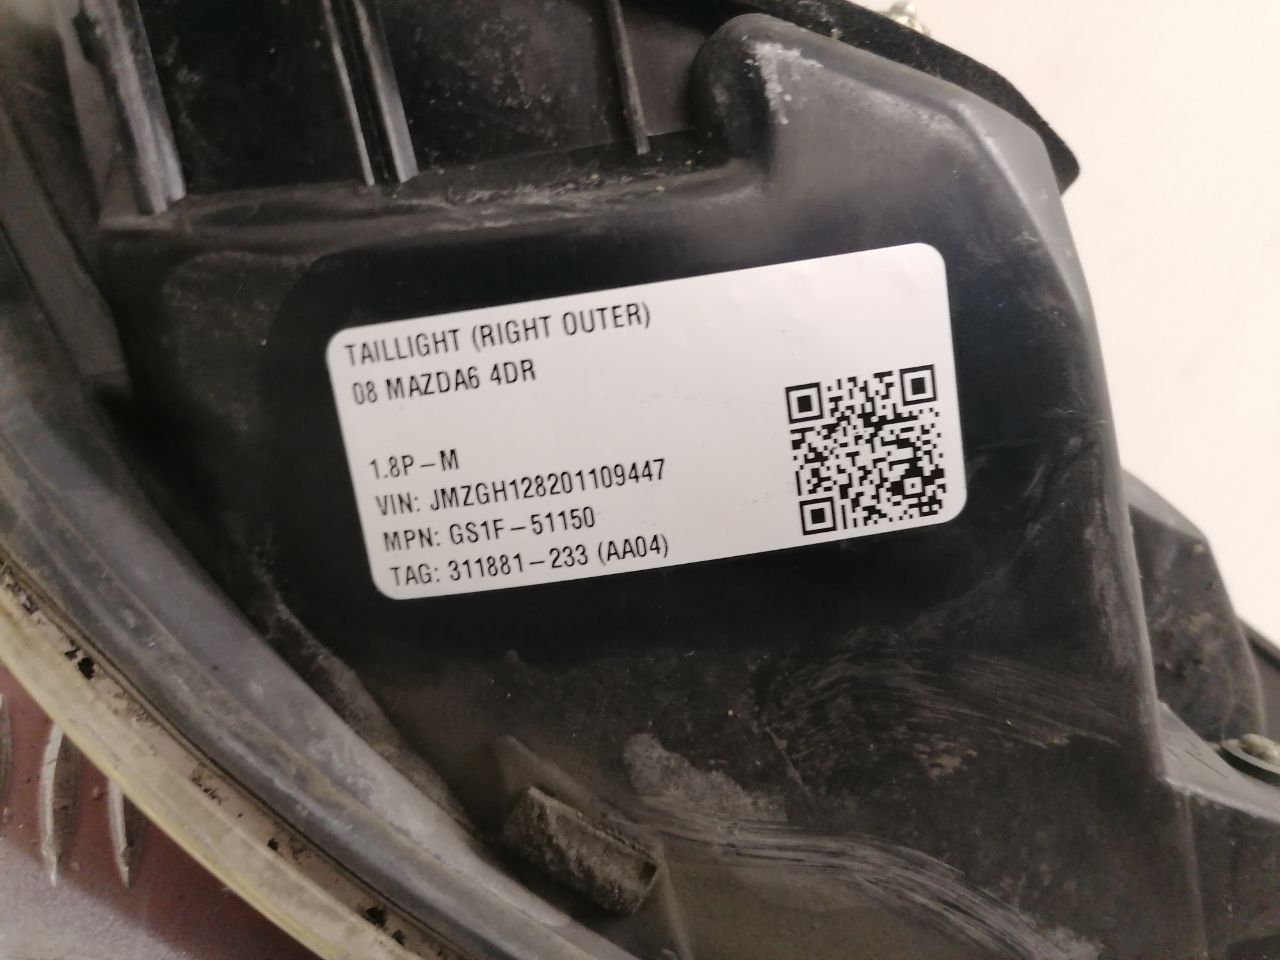 TAILLIGHT (RIGHT OUTER)
08 MAZDA6 4DR
1.8P-M
VIN: JMZGH128201109447
MPN: GS1F-51150
TAG: 311881-233 (AA04)